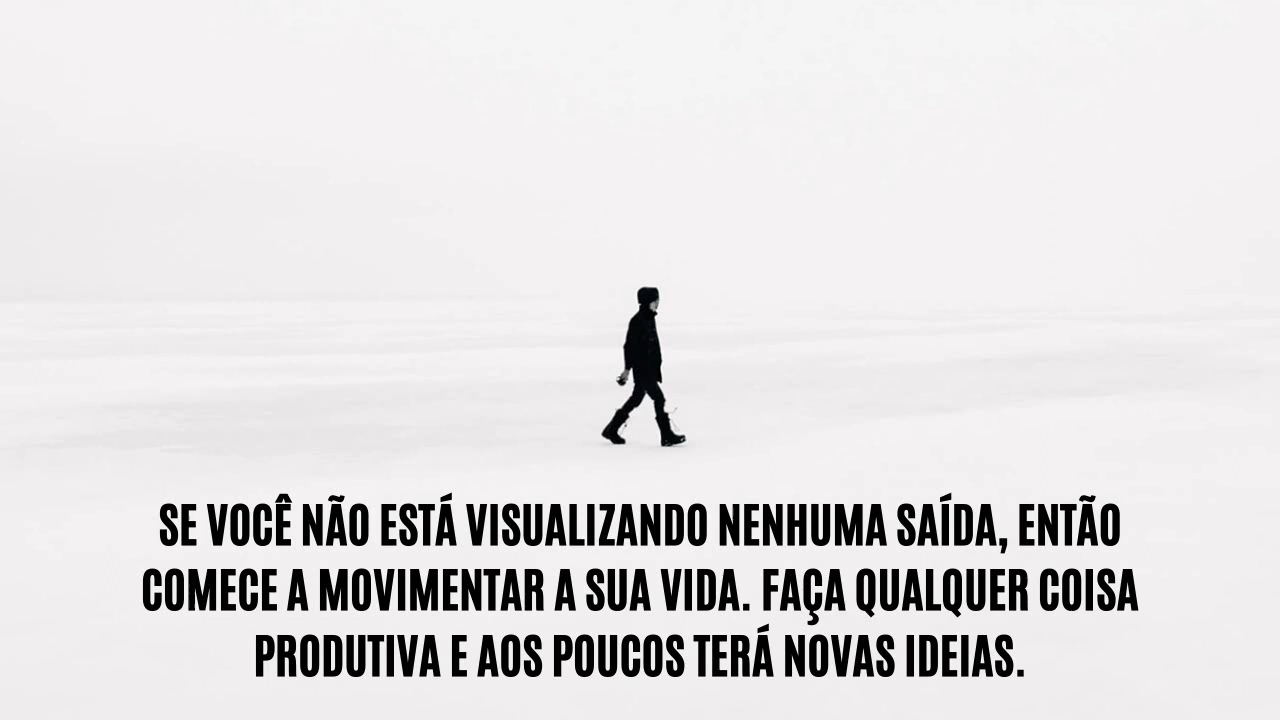 SE VOCÊ NÃO ESTÁ VISUALIZANDO NENHUMA SAÍDA, ENTÃO
COMECE A MOVIMENTAR A SUA VIDA. FAÇA QUALQUER COISA
PRODUTIVA E AOS POUCOS TERÁ NOVAS IDEIAS.